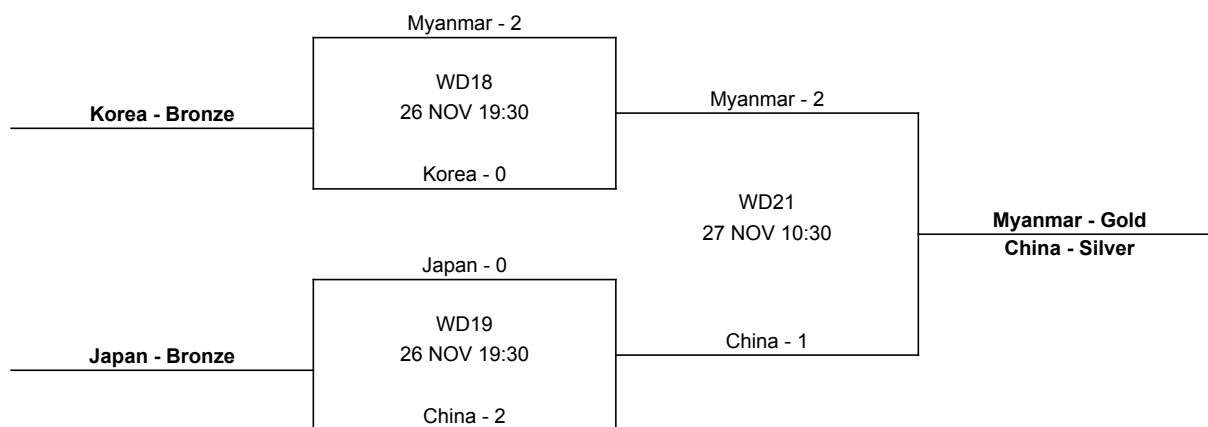 Myanmar - 2
WD18
26 NOV 19:30
Korea - Bronze
Myanmar - 2
Korea - 0
WD21
27 NOV 10:30
Myanmar - Gold
China - Silver
Japan - 0
WD19
26 NOV 19:30
Japan - Bronze
China - 1
China - 2